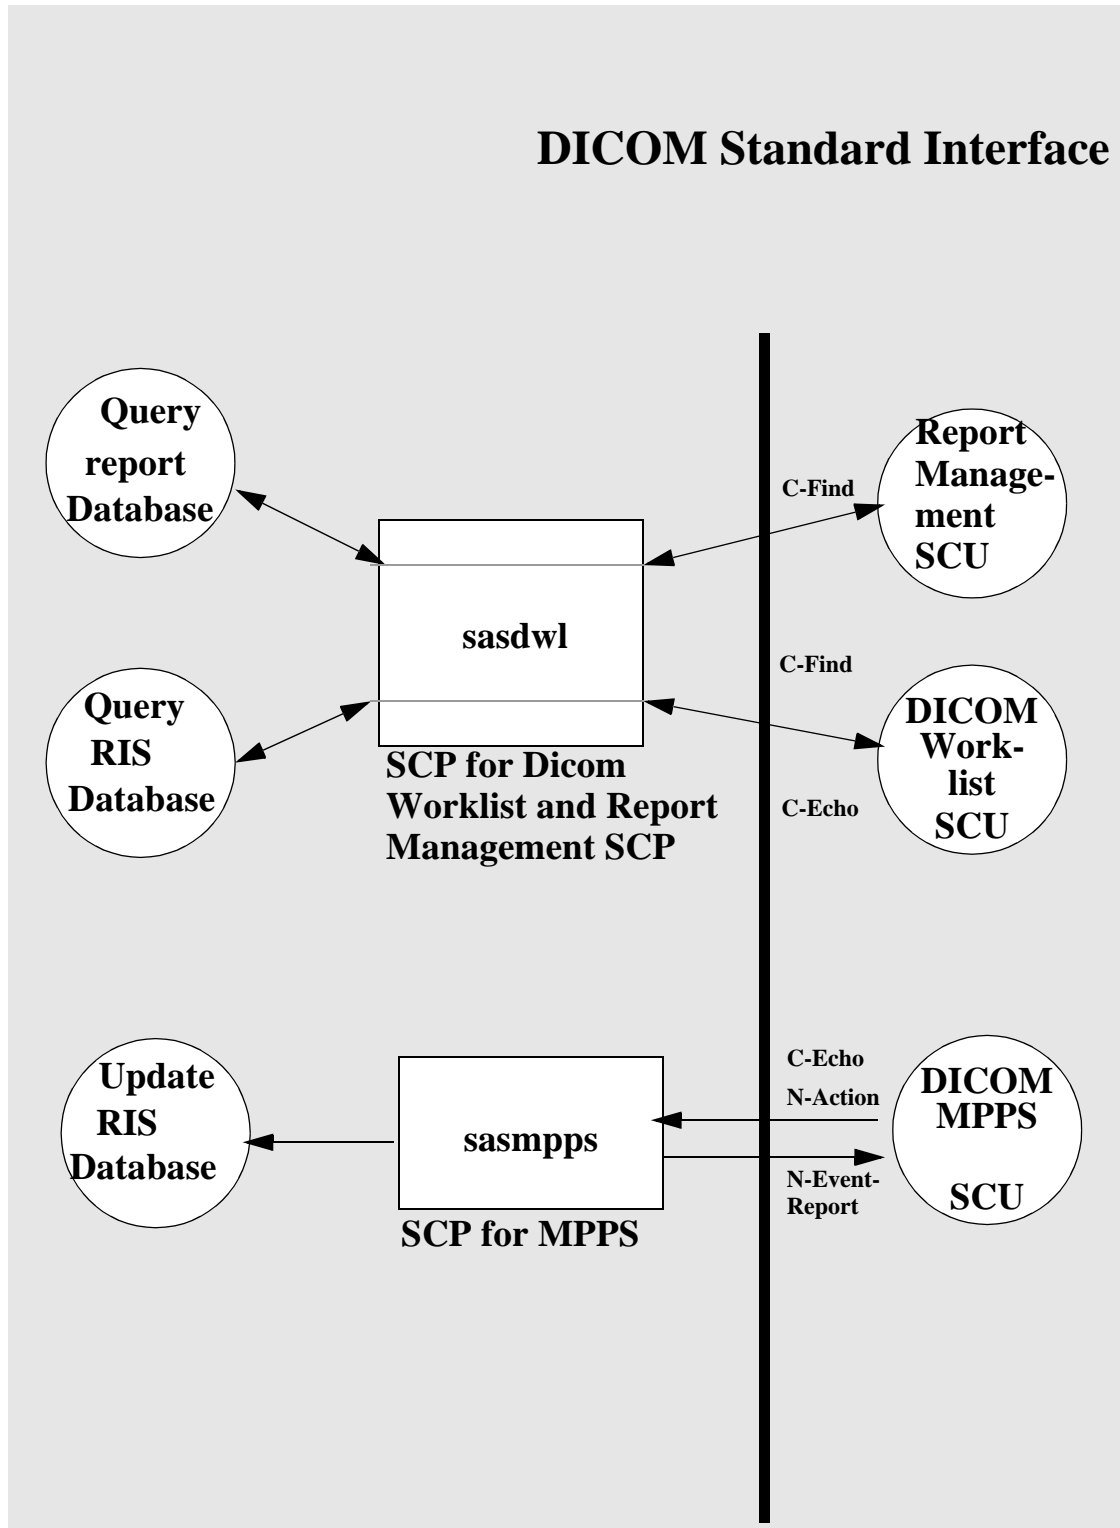 DICOM Standard Interface
Query
report
Database
C-Find
Report
Manage-
ment
SCU
sasdwl
Query
RIS
Database
C-Find
DICOM
Work-
list
SCU
SCP for Dicom
Worklist and Report
Management SCP
C-Echo
Update
RIS
Database
sasmpps
SCP for MPPS
C-Echo
N-Action
N-Event-
Report
DICOM
MPPS
SCU